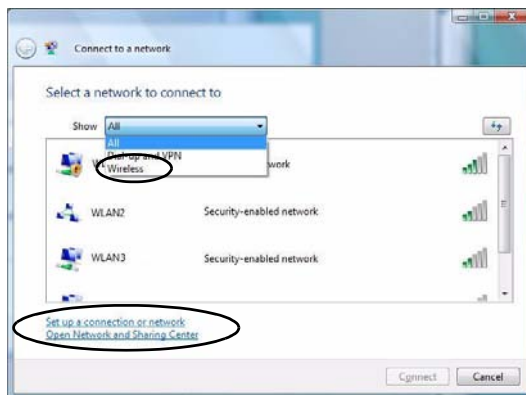 Connect to a network
Select a network to connect to
Show All
All
Dial-up and VPN
Wireless
work
WLAN2 Security-enabled network
WLAN3 Security-enabled network
Set up a connection or network
Open Network and Sharing Center
Connect Cancel